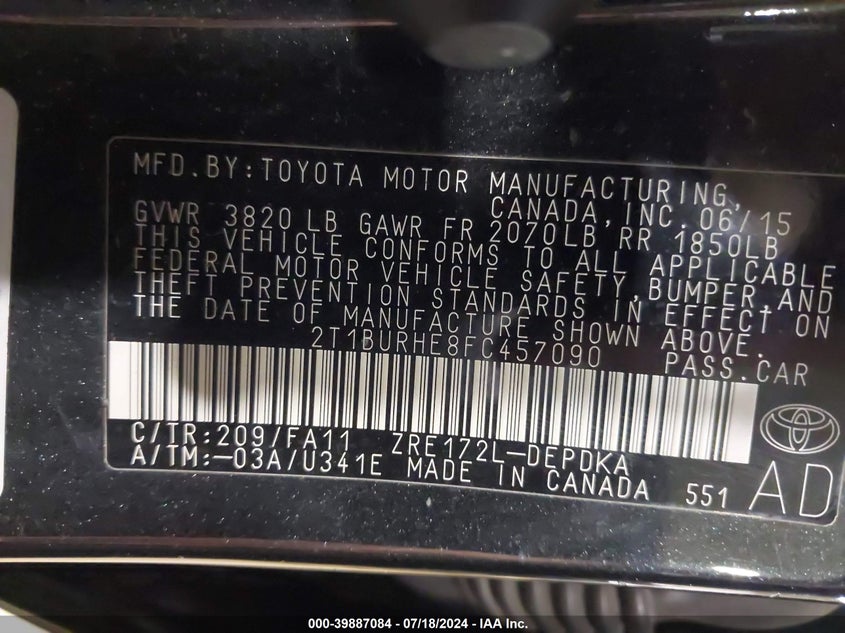 MFD.BY:TOYOTA MOTOR MANUFACTURING,
CANADA,INC. 06/15
GVWR 3820LB GAWR FR 2070LB RR 1850LB
THIS VEHICLE CONFORMS TO ALL APPLICABLE
FEDERAL MOTOR VEHICLE SAFETY,BUMPER,AND
THEFT PREVENTION STANDARDS IN EFFECT ON
THE DATE OF MANUFACTURE SHOWN ABOVE.
2T1BURHE8FC457090 PASS.CAR
C/TR:209/FA11 ZRE172L-DEPDKA
A/TM:-03A/U341E MADE IN CANADA 551 AD
000-39887084 - 07/18/2024 - IAA Inc.